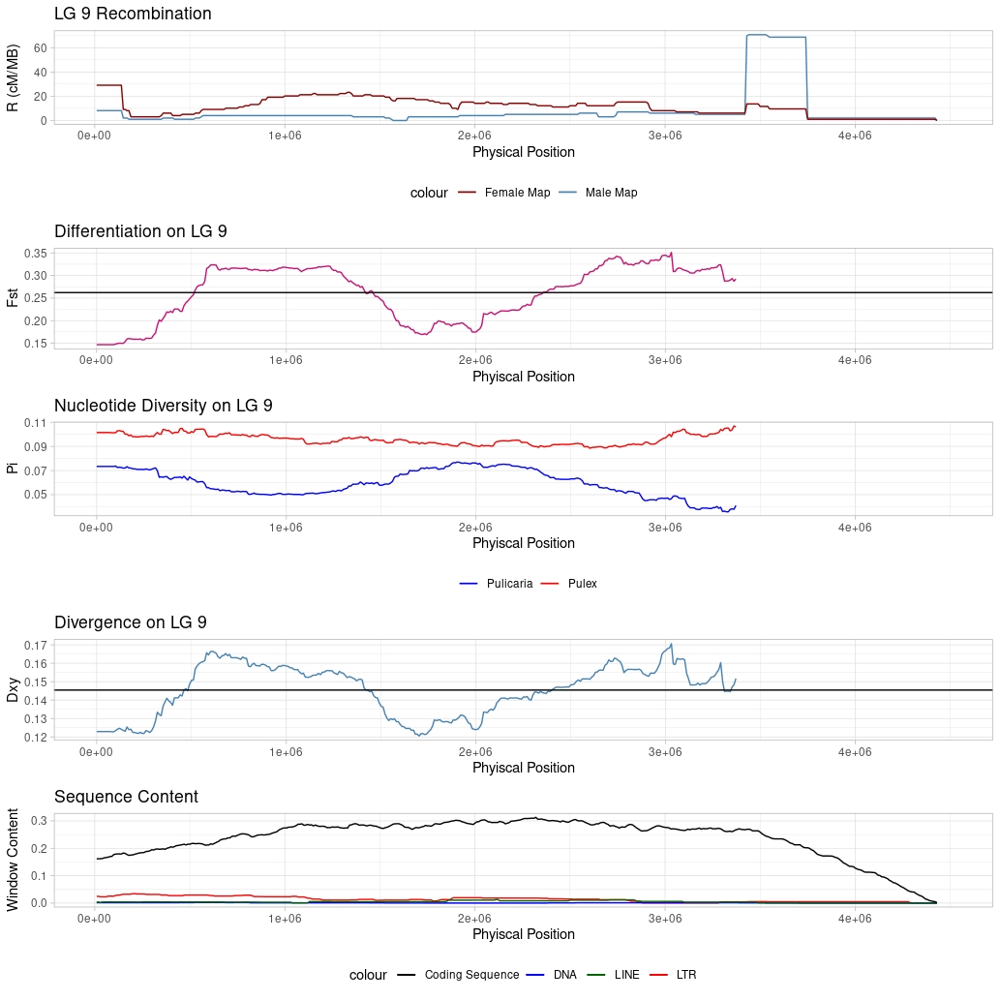 LG 9 Recombination
R (cM/MB)
60
40
20
0
0e+00 1e+06 2e+06 3e+06 4e+06
Physical Position
colour Female Map Male Map
Differentiation on LG 9
Fst
0.35
0.30
0.25
0.20
0.15
0e+00 1e+06 2e+06 3e+06 4e+06
Phyiscal Position
Nucleotide Diversity on LG 9
Pi
0.11
0.09
0.07
0.05
0e+00 1e+06 2e+06 3e+06 4e+06
Phyiscal Position
Pulicaria Pulex
Divergence on LG 9
Dxy
0.17
0.16
0.15
0.14
0.13
0.12
0e+00 1e+06 2e+06 3e+06 4e+06
Phyiscal Position
Sequence Content
Window Content
0.3
0.2
0.1
0.0
0e+00 1e+06 2e+06 3e+06 4e+06
Phyiscal Position
colour Coding Sequence DNA LINE LTR